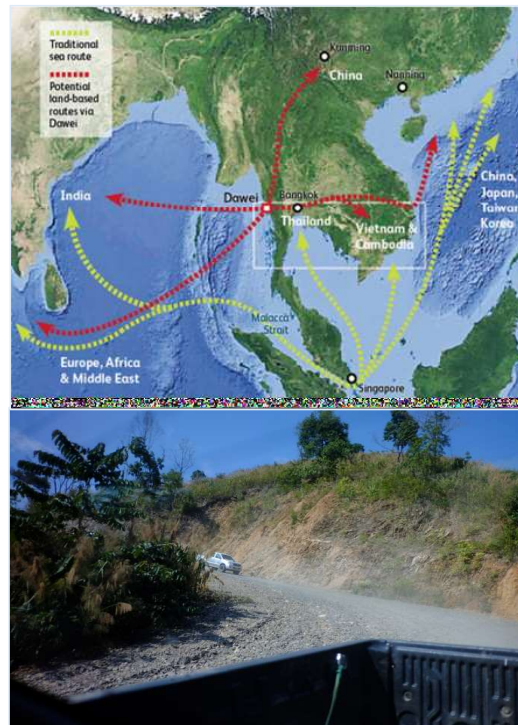 Traditional
sea route
Potential
land-based
routes via
Dawei
Kunming
China
Nanning
India
Dawei
Bangkok
Thailand
Vietnam &
Cambodia
China,
Japan,
Taiwan
Korea
Malacca
Strait
Europe, Africa
& Middle East
Singapore